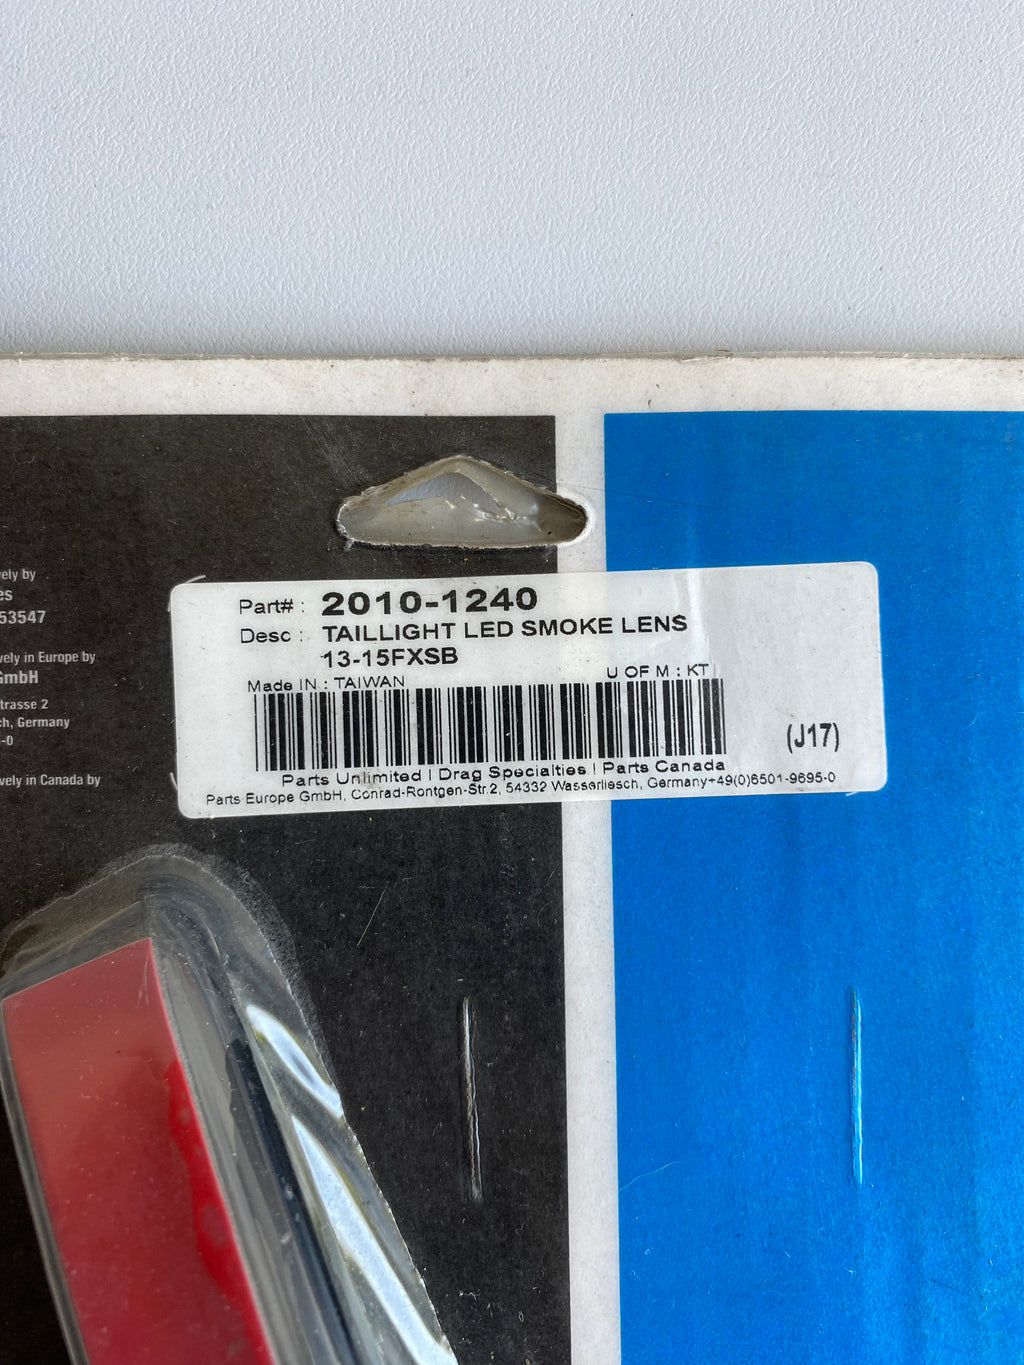 ely by
es
53547
vely in Europe by
GmbH
trasse 2
ch, Germany
-0
vely in Canada by
Part# : 2010-1240
Desc : TAILLIGHT LED SMOKE LENS
13-15FXSB
Made IN : TAIWAN U OF M : KT
(J17)
Parts Unlimited | Drag Specialties | Parts Canada
Parts Europe GmbH, Conrad-Rontgen-Str.2, 54332 Wasserliesch, Germany+49(0)6501-9695-0